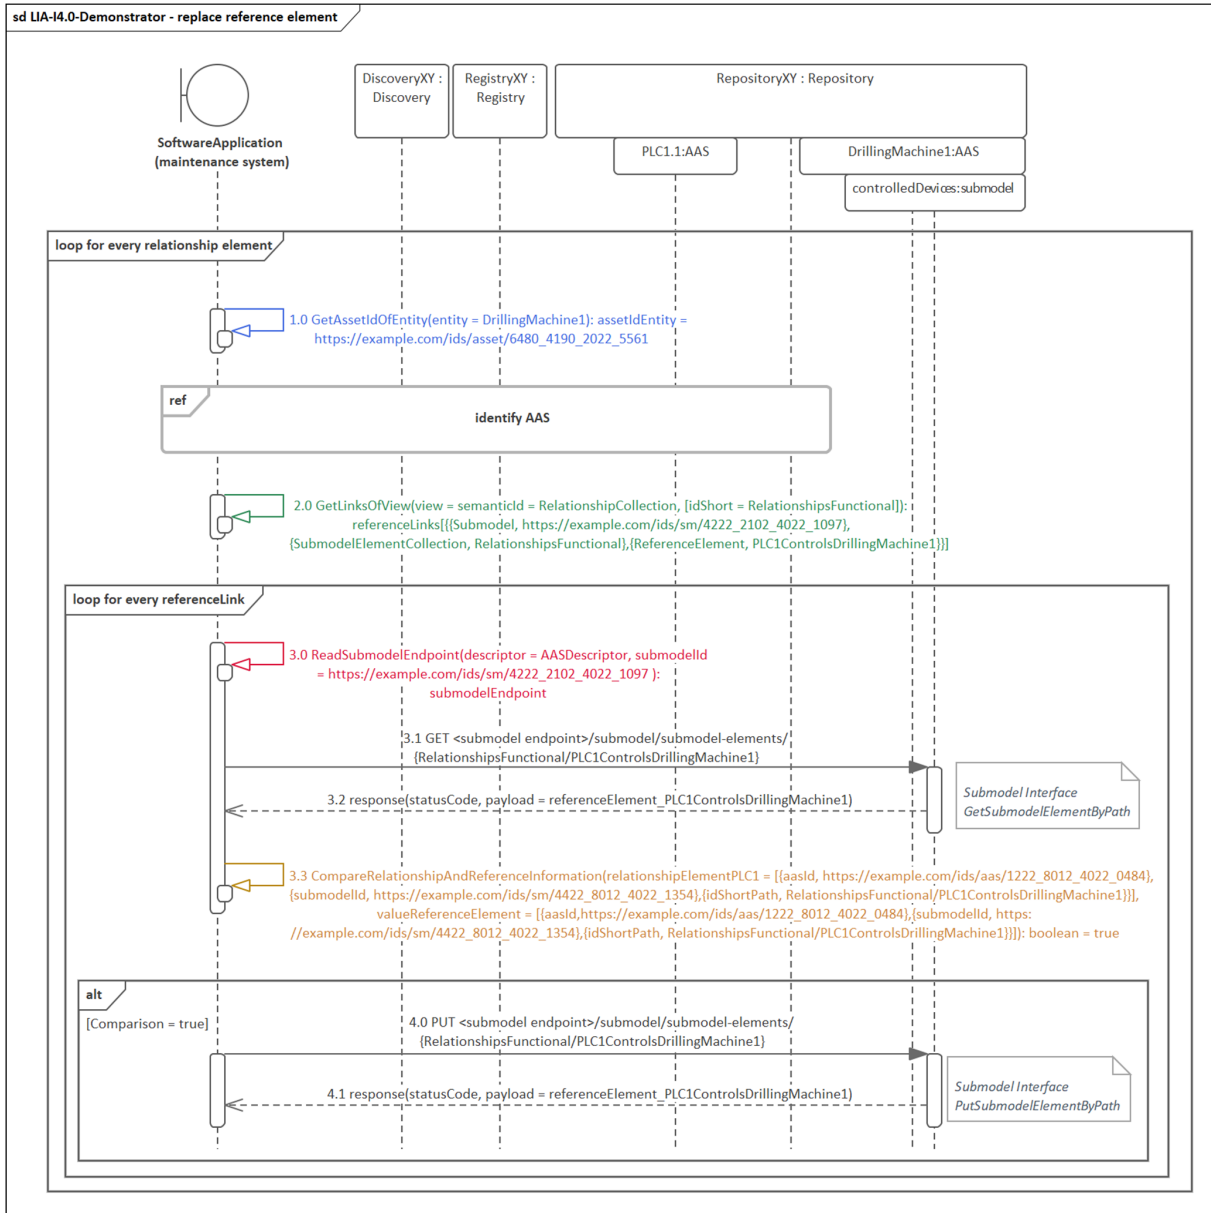 sd LIA-I4.0-Demonstrator - replace reference element
SoftwareApplication
(maintenance system)
DiscoveryXY :
Discovery
RegistryXY :
Registry
RepositoryXY : Repository
PLC1.1:AAS
DrillingMachine1:AAS
controlledDevices:submodel
loop for every relationship element
1.0 GetAssetIdOfEntity(entity = DrillingMachine1): assetIdEntity =
https://example.com/ids/asset/6480_4190_2022_5561
ref
identify AAS
2.0 GetLinksOfView(view = semanticId = RelationshipCollection, [idShort = RelationshipsFunctional]):
referenceLinks[{{Submodel, https://example.com/ids/sm/4222_2102_4022_1097},
{SubmodelElementCollection, RelationshipsFunctional},{ReferenceElement, PLC1ControlsDrillingMachine1}}]
loop for every referenceLink
3.0 ReadSubmodelEndpoint(descriptor = AASDescriptor, submodelId
= https://example.com/ids/sm/4222_2102_4022_1097 ):
submodelEndpoint
3.1 GET <submodel endpoint>/submodel/submodel-elements/
{RelationshipsFunctional/PLC1ControlsDrillingMachine1}
Submodel Interface
GetSubmodelElementByPath
3.2 response(statusCode, payload = referenceElement_PLC1ControlsDrillingMachine1)
3.3 CompareRelationshipAndReferenceInformation(relationshipElementPLC1 = [{aasId, https://example.com/ids/aas/1222_8012_4022_0484},
{submodelId, https://example.com/ids/sm/4422_8012_4022_1354},{idShortPath, RelationshipsFunctional/PLC1ControlsDrillingMachine1}}],
valueReferenceElement = [{aasId,https://example.com/ids/aas/1222_8012_4022_0484},{submodelId, https:
//example.com/ids/sm/4422_8012_4022_1354},{idShortPath, RelationshipsFunctional/PLC1ControlsDrillingMachine1}}]): boolean = true
alt
[Comparison = true]
4.0 PUT <submodel endpoint>/submodel/submodel-elements/
{RelationshipsFunctional/PLC1ControlsDrillingMachine1}
Submodel Interface
PutSubmodelElementByPath
4.1 response(statusCode, payload = referenceElement_PLC1ControlsDrillingMachine1)